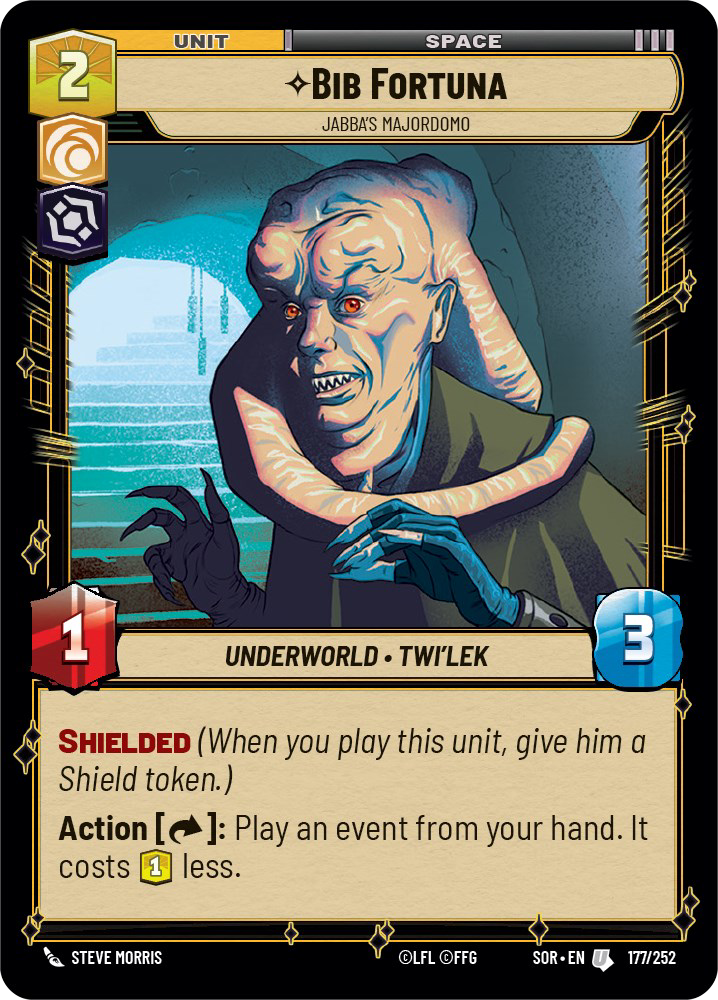 UNIT
SPACE
2
BIB FORTUNA
JABBA'S MAJORDOMO
1
UNDERWORLD • TWI'LEK
3
SHIELDED (When you play this unit, give him a
Shield token.)
Action [ ]: Play an event from your hand. It
costs 1 less.
STEVE MORRIS
©LFL ©FFG
SOR • EN
U
177/252